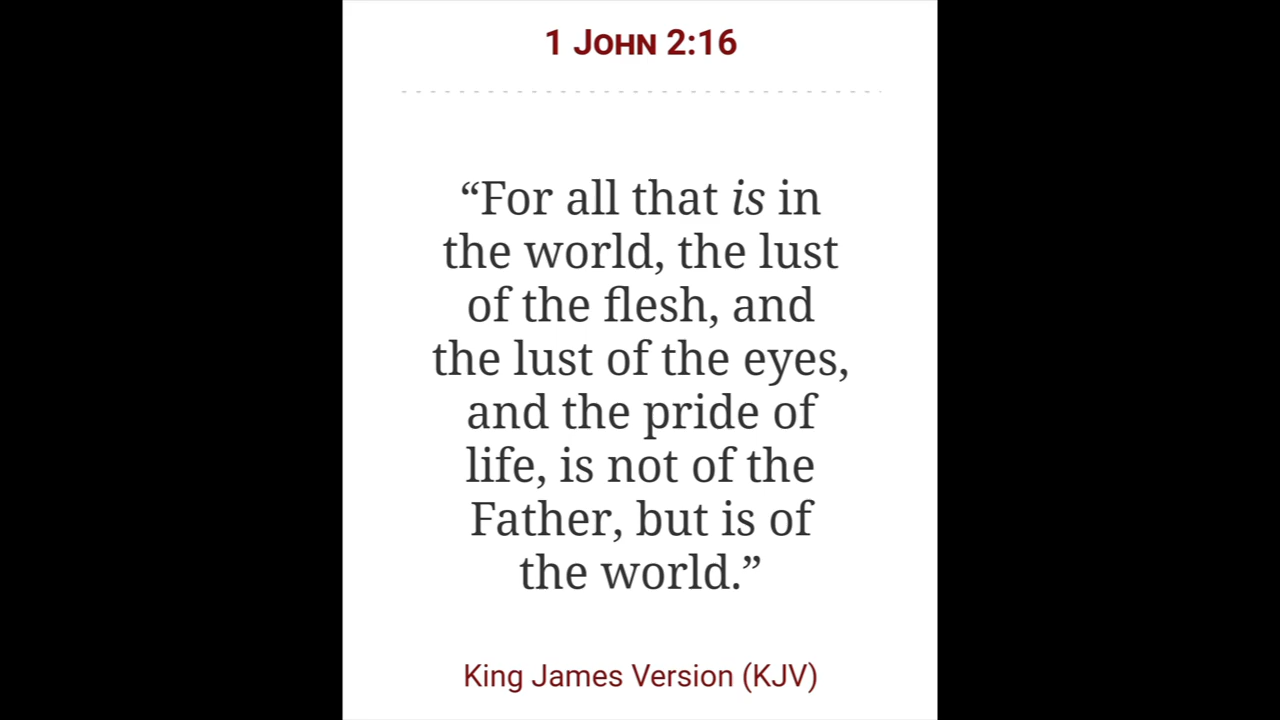 1 John 2:16
“For all that is in
the world, the lust
of the flesh, and
the lust of the eyes,
and the pride of
life, is not of the
Father, but is of
the world.”
King James Version (KJV)